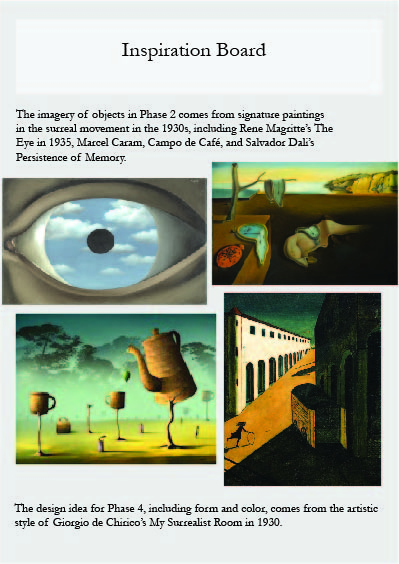 Inspiration Board
The imagery of objects in Phase 2 comes from signature paintings
in the surreal movement in the 1930s, including Rene Magritte's The
Eye in 1935, Marcel Caram, Campo de Café, and Salvador Dali's
Persistence of Memory.
The design idea for Phase 4, including form and color, comes from the artistic
style of Giorgio de Chirico's My Surrealist Room in 1930.